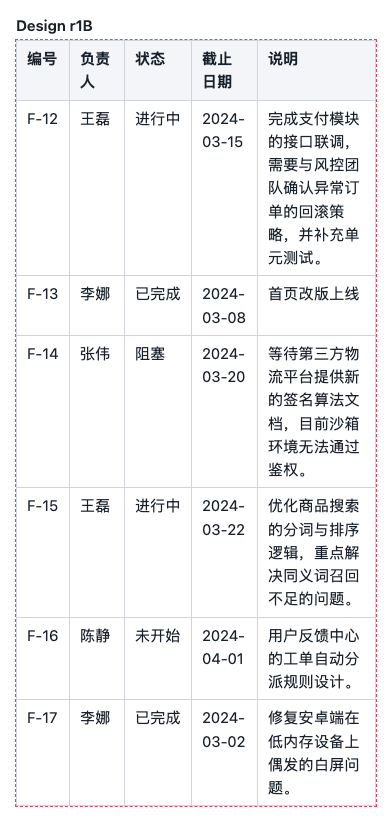 Design r1B
编号 负责人 状态 截止日期 说明
F-12 王磊 进行中 2024-03-15 完成支付模块的接口联调，需要与风控团队确认异常订单的回滚策略，并补充单元测试。
F-13 李娜 已完成 2024-03-08 首页改版上线
F-14 张伟 阻塞 2024-03-20 等待第三方物流平台提供新的签名算法文档，目前沙箱环境无法通过鉴权。
F-15 王磊 进行中 2024-03-22 优化商品搜索的分词与排序逻辑，重点解决同义词召回不足的问题。
F-16 陈静 未开始 2024-04-01 用户反馈中心的工单自动分派规则设计。
F-17 李娜 已完成 2024-03-02 修复安卓端在低内存设备上偶发的白屏问题。